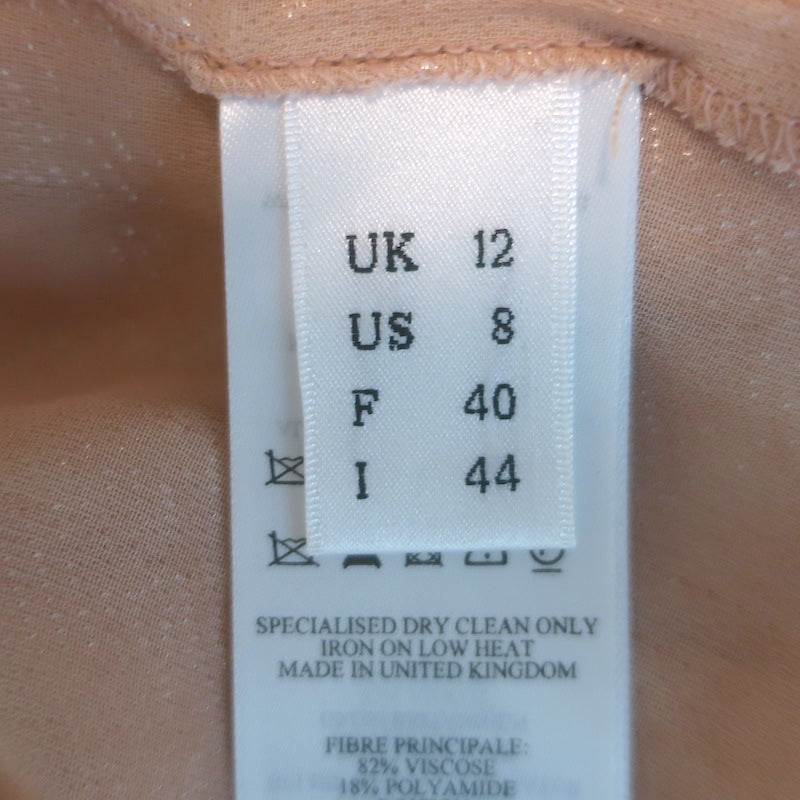 UK 12
US 8
F 40
I 44
SPECIALISED DRY CLEAN ONLY
IRON ON LOW HEAT
MADE IN UNITED KINGDOM
FIBRE PRINCIPALE:
82% VISCOSE
18% POLYAMIDE